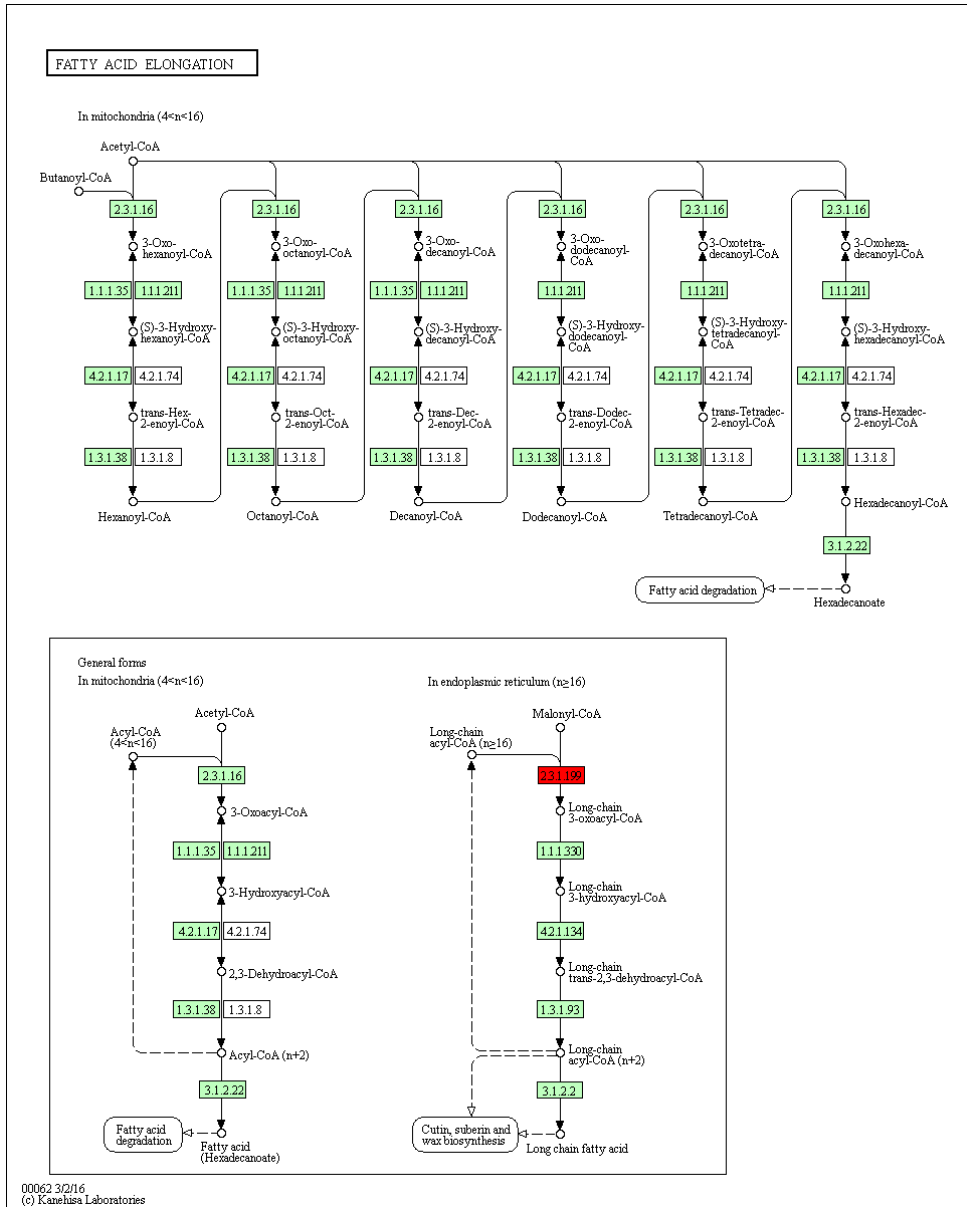 FATTY ACID ELONGATION
In mitochondria (4<n<16)
Acetyl-CoA
Butanoyl-CoA
2.3.1.16
2.3.1.16
2.3.1.16
2.3.1.16
2.3.1.16
2.3.1.16
3-Oxo-
hexanoyl-CoA
3-Oxo-
octanoyl-CoA
3-Oxo-
decanoyl-CoA
3-Oxo-
dodecanoyl-
CoA
3-Oxotetra-
decanoyl-CoA
3-Oxohexa-
decanoyl-CoA
1.1.1.35 1.1.1.211
1.1.1.35 1.1.1.211
1.1.1.35 1.1.1.211
1.1.1.211
1.1.1.211
1.1.1.211
(S)-3-Hydroxy-
hexanoyl-CoA
(S)-3-Hydroxy-
octanoyl-CoA
(S)-3-Hydroxy-
decanoyl-CoA
(S)-3-Hydroxy-
dodecanoyl-
CoA
(S)-3-Hydroxy-
tetradecanoyl-
CoA
(S)-3-Hydroxy-
hexadecanoyl-CoA
4.2.1.17 4.2.1.74
4.2.1.17 4.2.1.74
4.2.1.17 4.2.1.74
4.2.1.17 4.2.1.74
4.2.1.17 4.2.1.74
4.2.1.17 4.2.1.74
trans-Hex-
2-enoyl-CoA
trans-Oct-
2-enoyl-CoA
trans-Dec-
2-enoyl-CoA
trans-Dodec-
2-enoyl-CoA
trans-Tetradec-
2-enoyl-CoA
trans-Hexadec-
2-enoyl-CoA
1.3.1.38 1.3.1.8
1.3.1.38 1.3.1.8
1.3.1.38 1.3.1.8
1.3.1.38 1.3.1.8
1.3.1.38 1.3.1.8
1.3.1.38 1.3.1.8
Hexanoyl-CoA
Octanoyl-CoA
Decanoyl-CoA
Dodecanoyl-CoA
Tetradecanoyl-CoA
Hexadecanoyl-CoA
3.1.2.22
Fatty acid degradation
Hexadecanoate
General forms
In mitochondria (4<n<16)
Acetyl-CoA
Acyl-CoA
(4<n<16)
2.3.1.16
3-Oxoacyl-CoA
1.1.1.35 1.1.1.211
3-Hydroxyacyl-CoA
4.2.1.17 4.2.1.74
2,3-Dehydroacyl-CoA
1.3.1.38 1.3.1.8
Acyl-CoA (n+2)
3.1.2.22
Fatty acid
degradation
Fatty acid
(Hexadecanoate)
In endoplasmic reticulum (n≥16)
Malonyl-CoA
Long-chain
acyl-CoA (n≥16)
2.3.1.199
Long-chain
3-oxoacyl-CoA
1.1.1.330
Long-chain
3-hydroxyacyl-CoA
4.2.1.134
Long-chain
trans-2,3-dehydroacyl-CoA
1.3.1.93
Long-chain
acyl-CoA (n+2)
3.1.2.2
Cutin, suberin and
wax biosynthesis
Long chain fatty acid
00062 3/2/16
(c) Kanehisa Laboratories